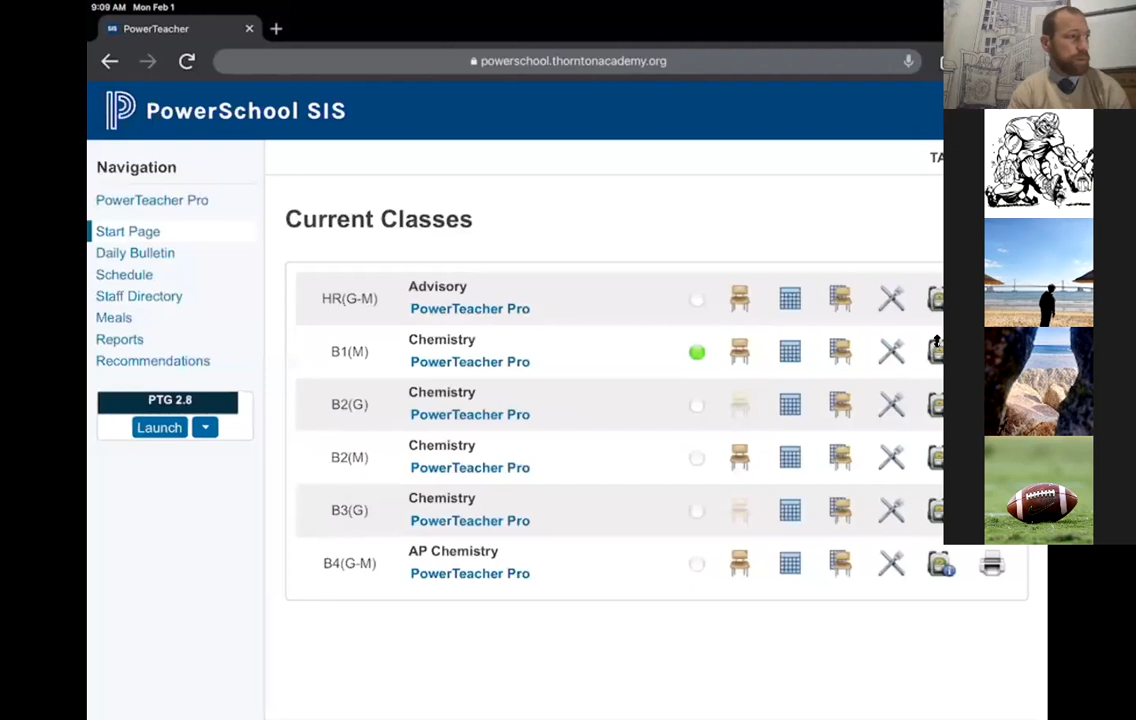 9:09 AM Mon Feb 1
SIS PowerTeacher
powerschool.thorntonacademy.org
PowerSchool SIS
Navigation
PowerTeacher Pro
Start Page
Daily Bulletin
Schedule
Staff Directory
Meals
Reports
Recommendations
PTG 2.8
Launch
TA
Current Classes
HR(G-M) Advisory
PowerTeacher Pro
B1(M) Chemistry
PowerTeacher Pro
B2(G) Chemistry
PowerTeacher Pro
B2(M) Chemistry
PowerTeacher Pro
B3(G) Chemistry
PowerTeacher Pro
B4(G-M) AP Chemistry
PowerTeacher Pro